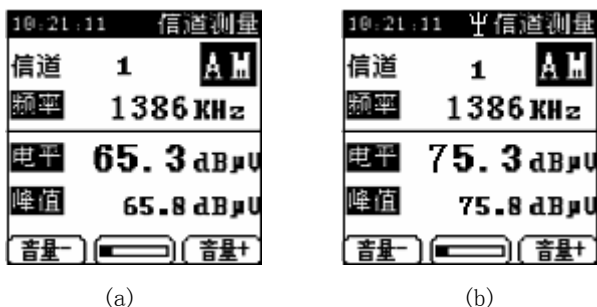 10:21:11 信道测量
信道 1 AM
频率 1386 KHz
电平 65.3 dBμV
峰值 65.8 dBμV
音量- 音量+
(a)
10:21:11 信道测量
信道 1 AM
频率 1386 KHz
电平 75.3 dBμV
峰值 75.8 dBμV
音量- 音量+
(b)